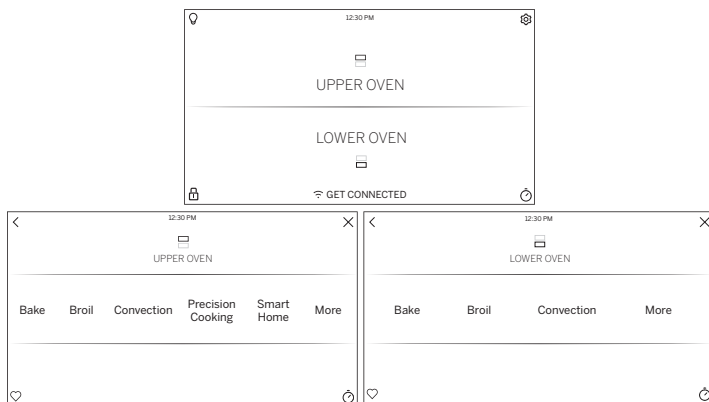 12:30 PM
UPPER OVEN
LOWER OVEN
GET CONNECTED
12:30 PM
UPPER OVEN
Bake Broil Convection Precision Cooking Smart Home More
12:30 PM
LOWER OVEN
Bake Broil Convection More